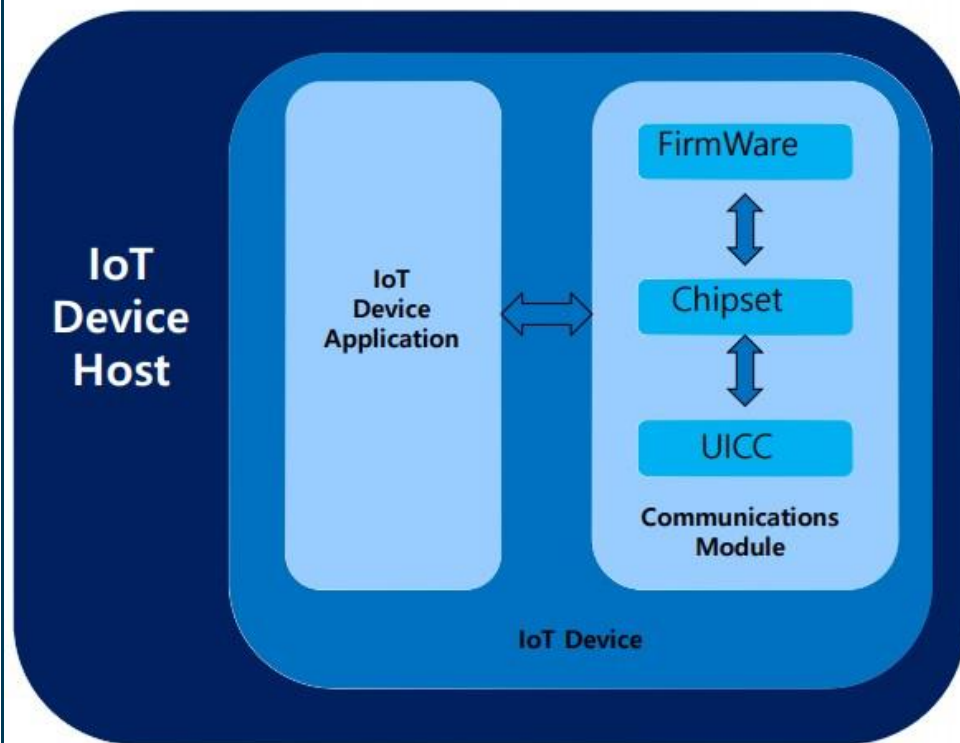 IoT
Device
Host
IoT
Device
Application
FirmWare
Chipset
UICC
Communications
Module
IoT Device